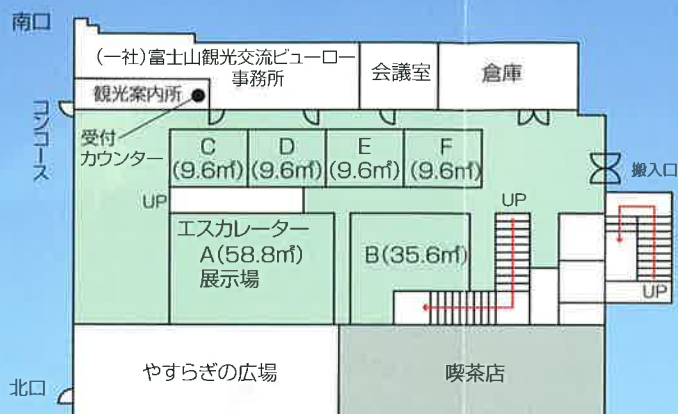 南口
(一社)富士山観光交流ビューロー
事務所
会議室
倉庫
観光案内所
コンコース
受付
カウンター
C
(9.6㎡)
D
(9.6㎡)
E
(9.6㎡)
F
(9.6㎡)
搬入口
UP
UP
エスカレーター
A(58.8㎡)
展示場
B(35.6㎡)
UP
やすらぎの広場
喫茶店
北口